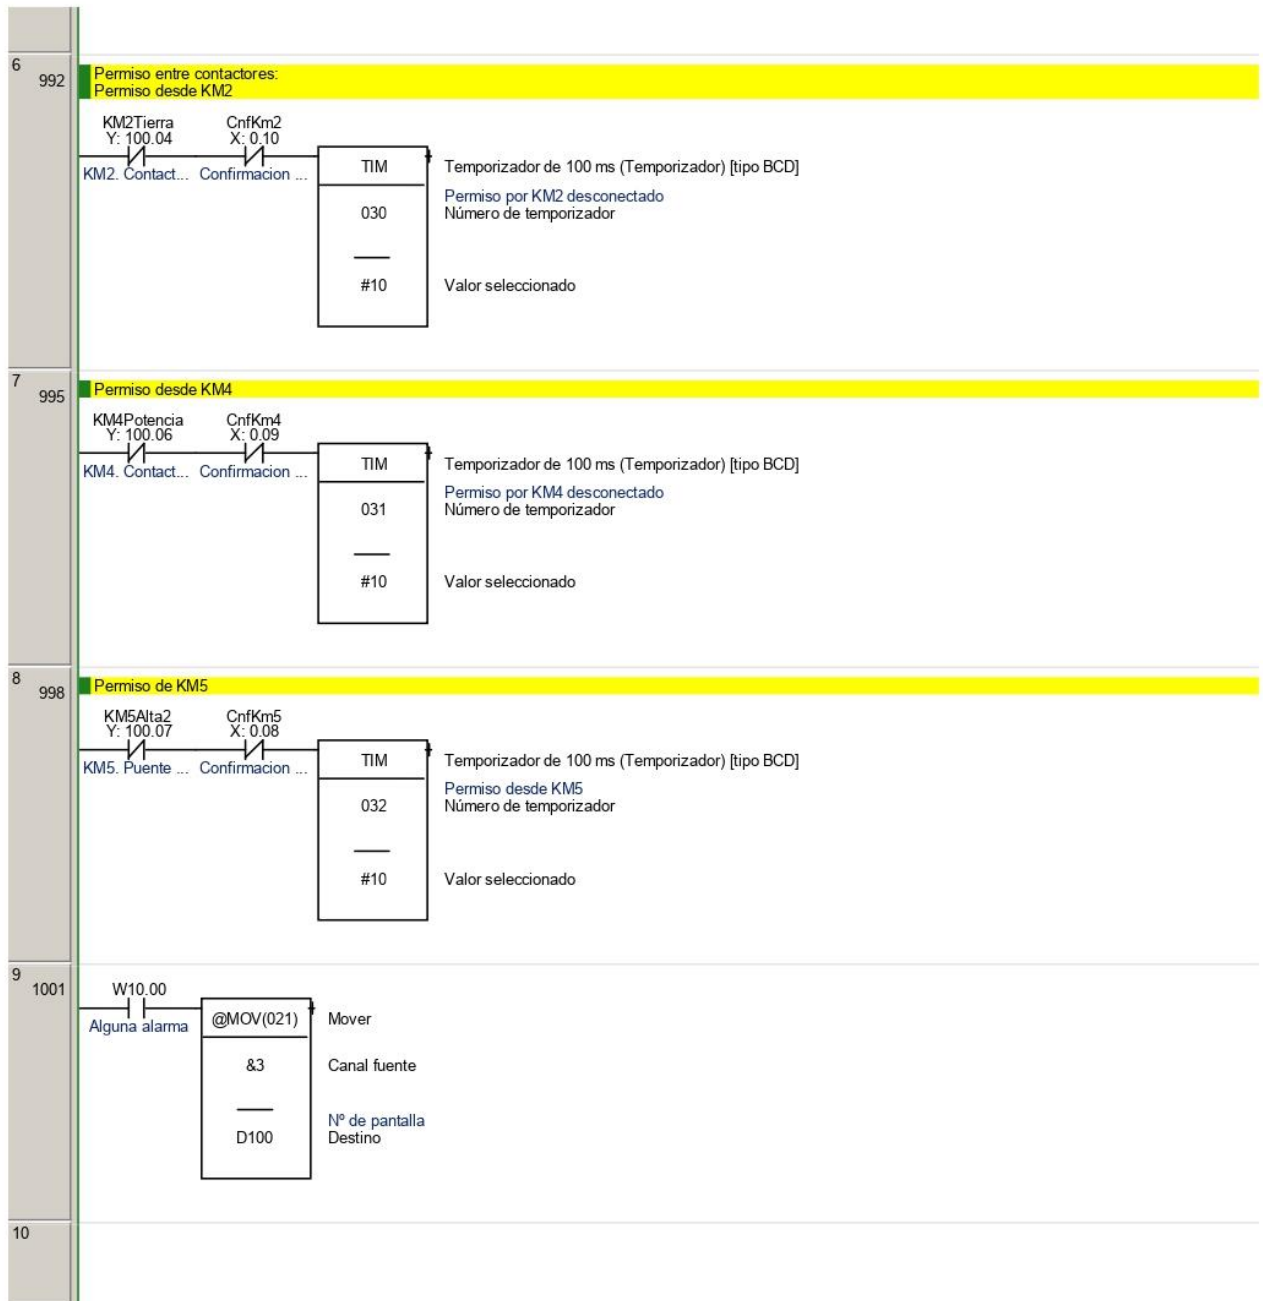 6
992
Permiso entre contactores:
Permiso desde KM2
KM2Tierra CnfKm2
Y: 100.04 X: 0.10
KM2. Contact... Confirmacion ...
TIM Temporizador de 100 ms (Temporizador) [tipo BCD]
Permiso por KM2 desconectado
030 Número de temporizador
#10 Valor seleccionado
7
995
Permiso desde KM4
KM4Potencia CnfKm4
Y: 100.06 X: 0.09
KM4. Contact... Confirmacion ...
TIM Temporizador de 100 ms (Temporizador) [tipo BCD]
Permiso por KM4 desconectado
031 Número de temporizador
#10 Valor seleccionado
8
998
Permiso de KM5
KM5Alta2 CnfKm5
Y: 100.07 X: 0.08
KM5. Puente ... Confirmacion ...
TIM Temporizador de 100 ms (Temporizador) [tipo BCD]
Permiso desde KM5
032 Número de temporizador
#10 Valor seleccionado
9
1001
W10.00
Alguna alarma
@MOV(021) Mover
&3 Canal fuente
Nº de pantalla
D100 Destino
10